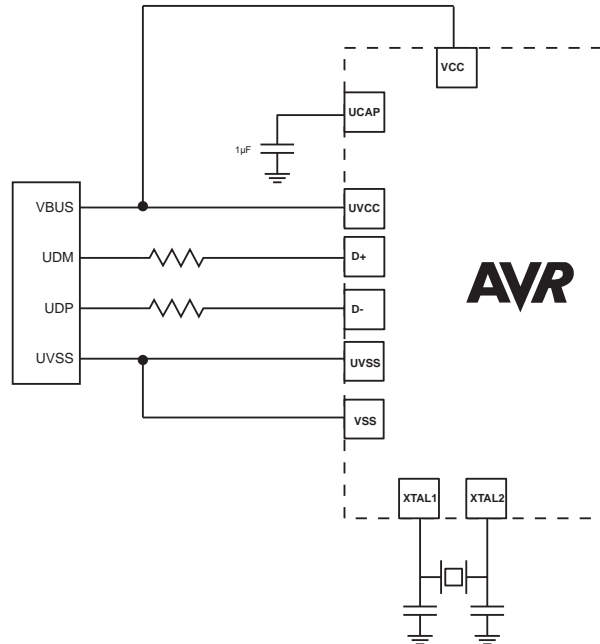 VCC
UCAP
1µF
VBUS
UVCC
UDM
D+
AVR
UDP
D-
UVSS
UVSS
VSS
XTAL1
XTAL2